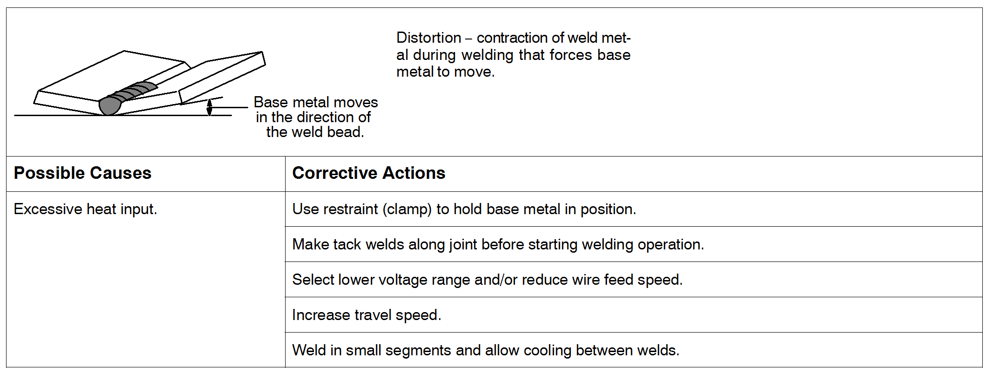 Distortion – contraction of weld met-
al during welding that forces base
metal to move.
Base metal moves
in the direction of
the weld bead.
Possible Causes
Corrective Actions
Excessive heat input.
Use restraint (clamp) to hold base metal in position.
Make tack welds along joint before starting welding operation.
Select lower voltage range and/or reduce wire feed speed.
Increase travel speed.
Weld in small segments and allow cooling between welds.